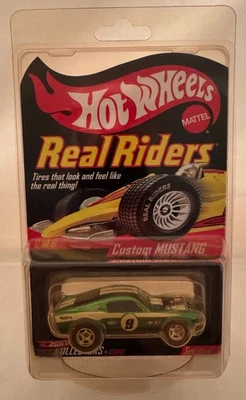 Hot Wheels
MATTEL
Real Riders
Tires that look and feel like
the real thing!
REAL RIDERS
Custom MUSTANG
9